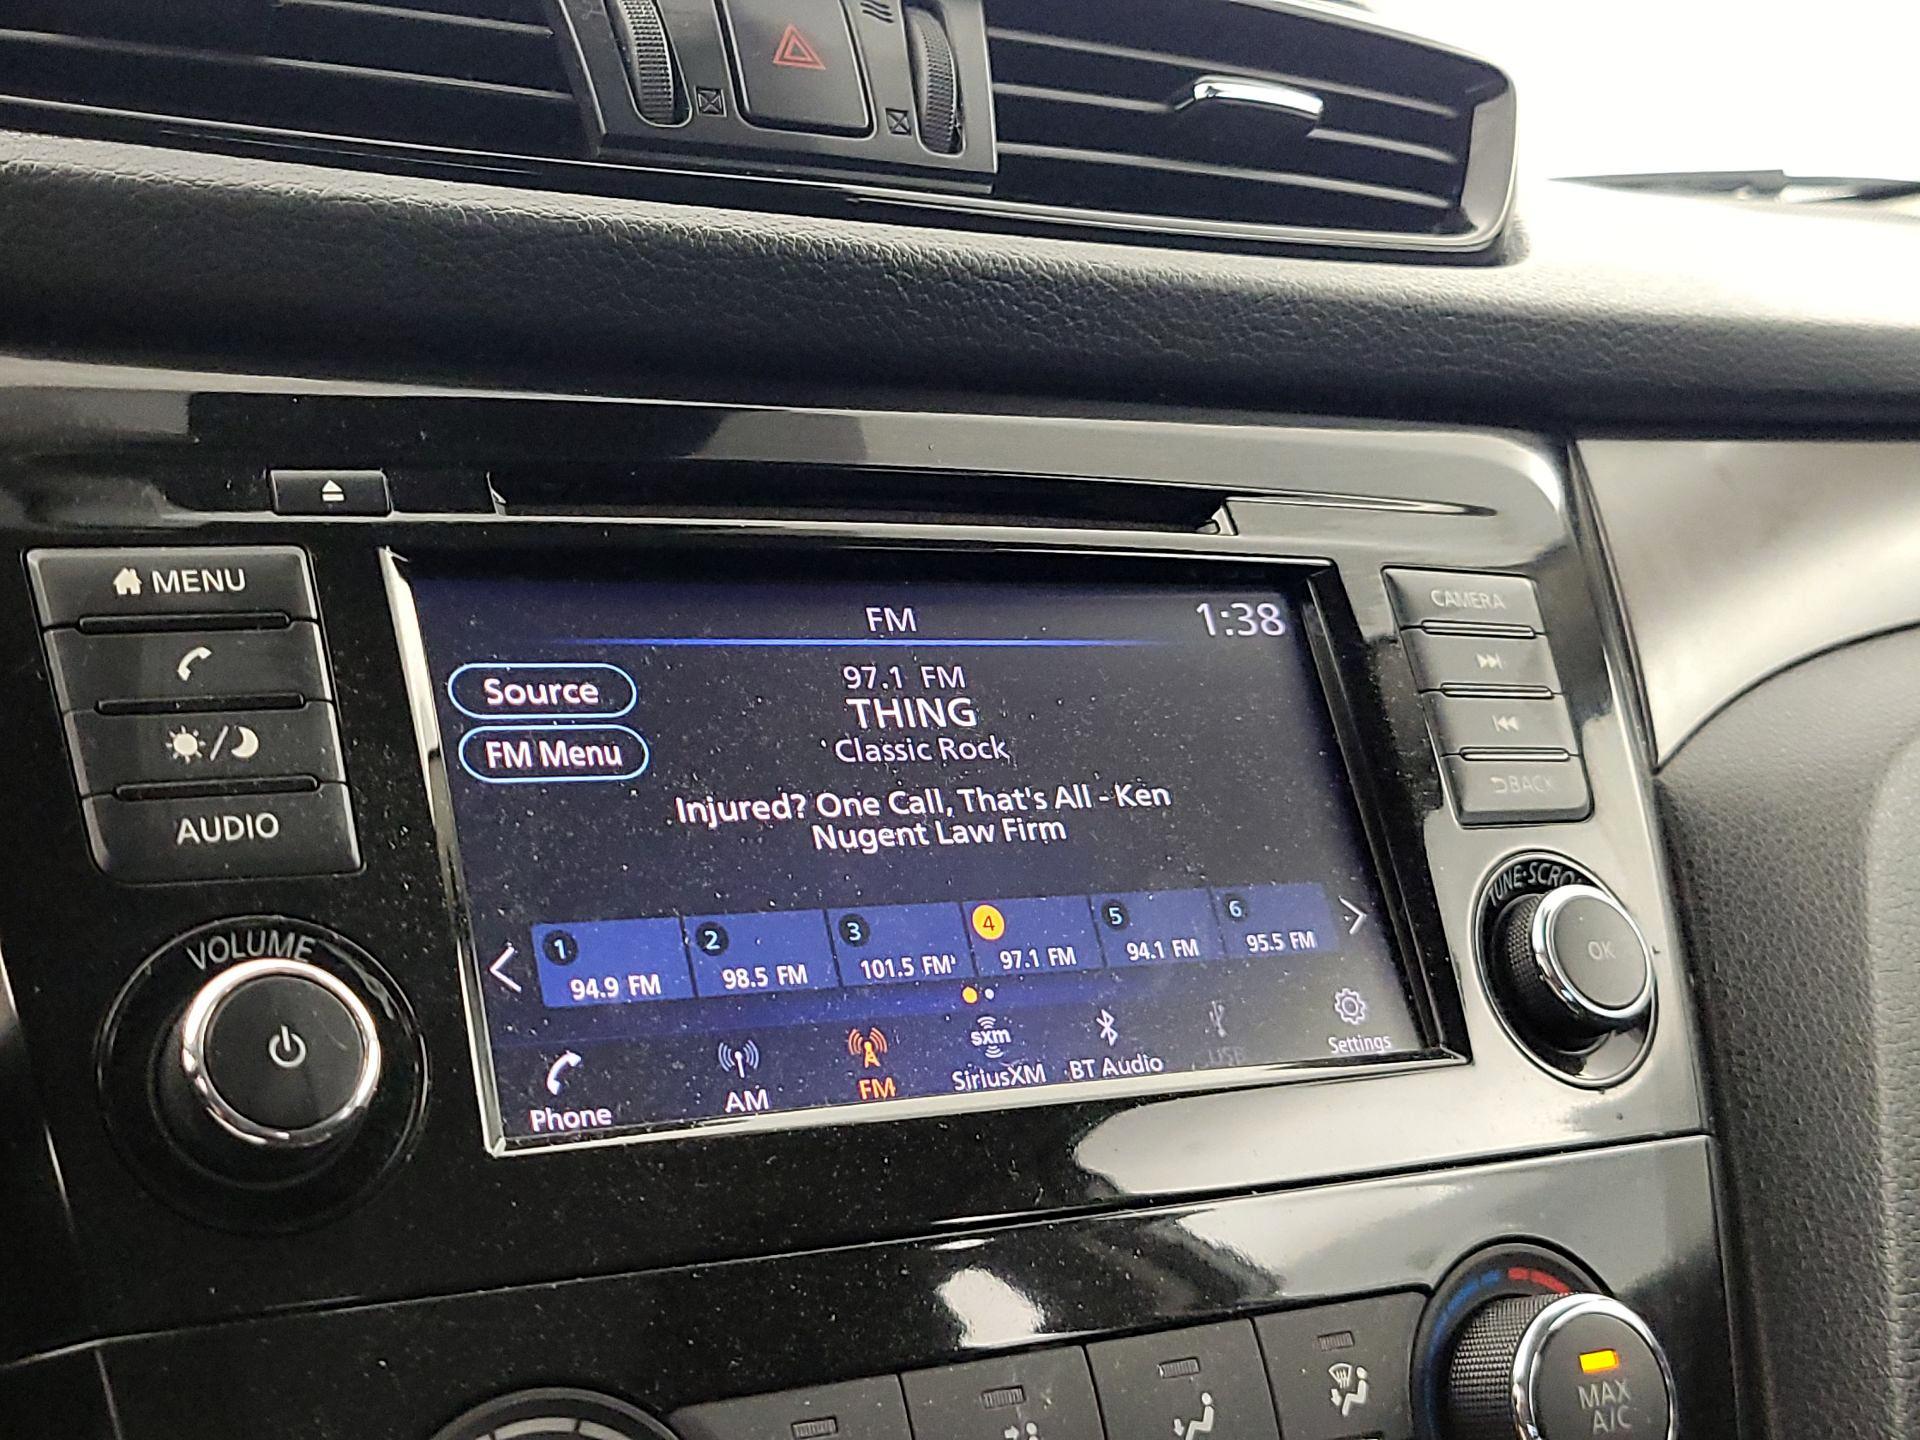 MENU
AUDIO
VOLUME
FM
1:38
Source
FM Menu
97.1 FM
THING
Classic Rock
Injured? One Call, That's All - Ken
Nugent Law Firm
1
94.9 FM
2
98.5 FM
3
101.5 FM
4
97.1 FM
5
94.1 FM
6
95.5 FM
Phone
AM
FM
sxm
SiriusXM
BT Audio
USB
Settings
CAMERA
BACK
OK
MAX
A/C